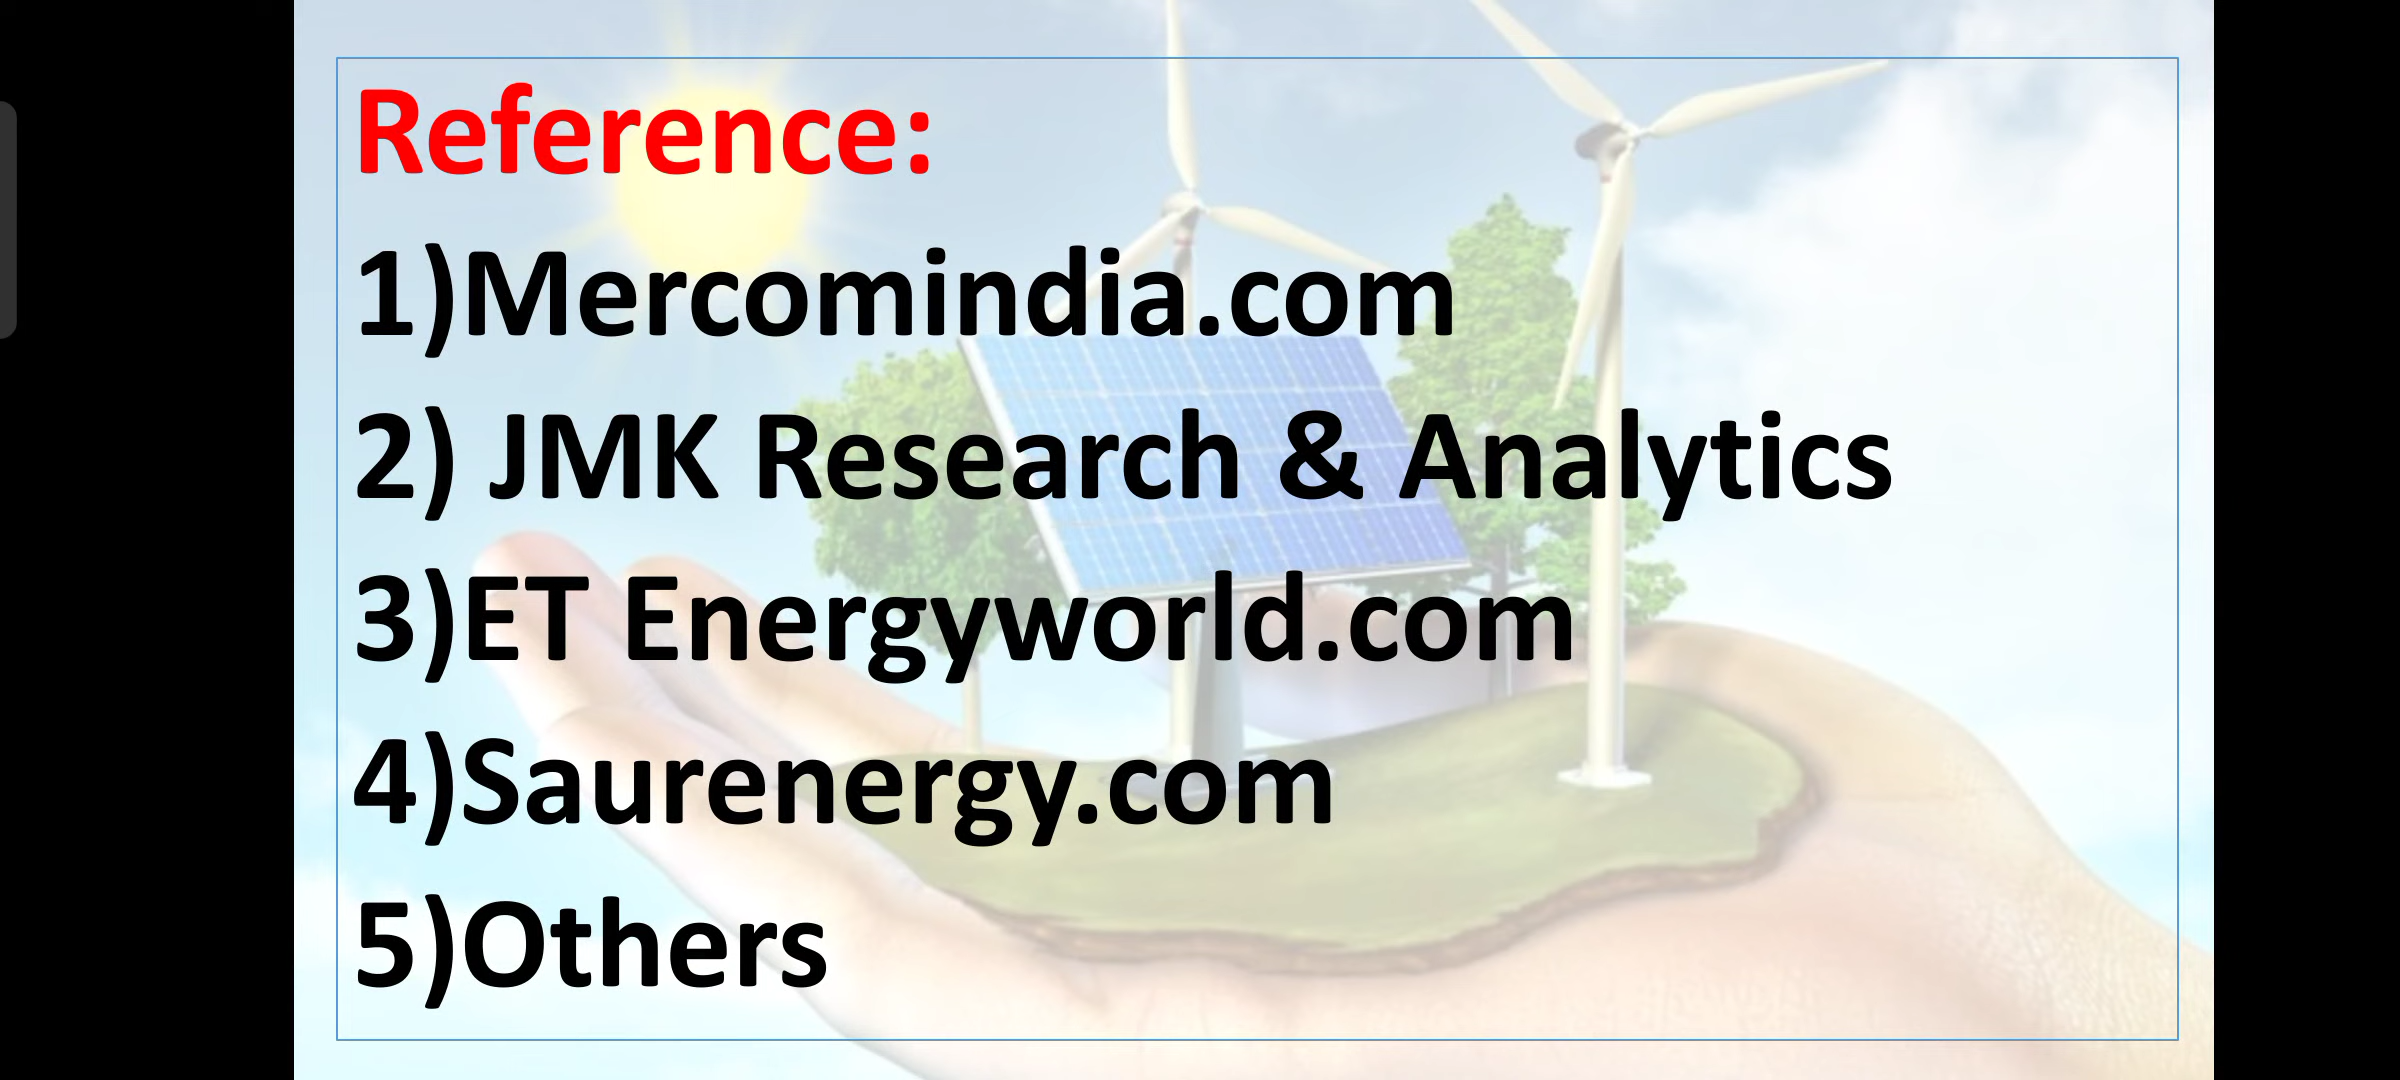 Reference:
1)Mercomindia.com
2) JMK Research & Analytics
3)ET Energyworld.com
4)Saurenergy.com
5)Others